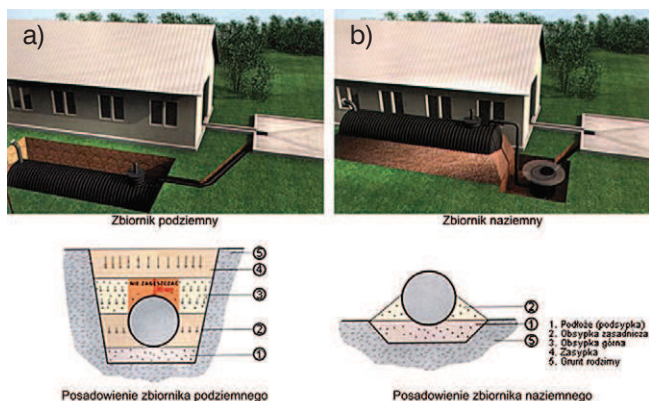 a)
b)
Zbiornik podziemny
Zbiornik naziemny
NIE ZAGĘSZCZAĆ
5
4
3
2
1
2
1
5
1. Podłoże (podsypka)
2. Obsypka zasadnicza
3. Obsypka górna
4. Zasypka
5. Grunt rodzimy
Posadowienie zbiornika podziemnego
Posadowienie zbiornika naziemnego